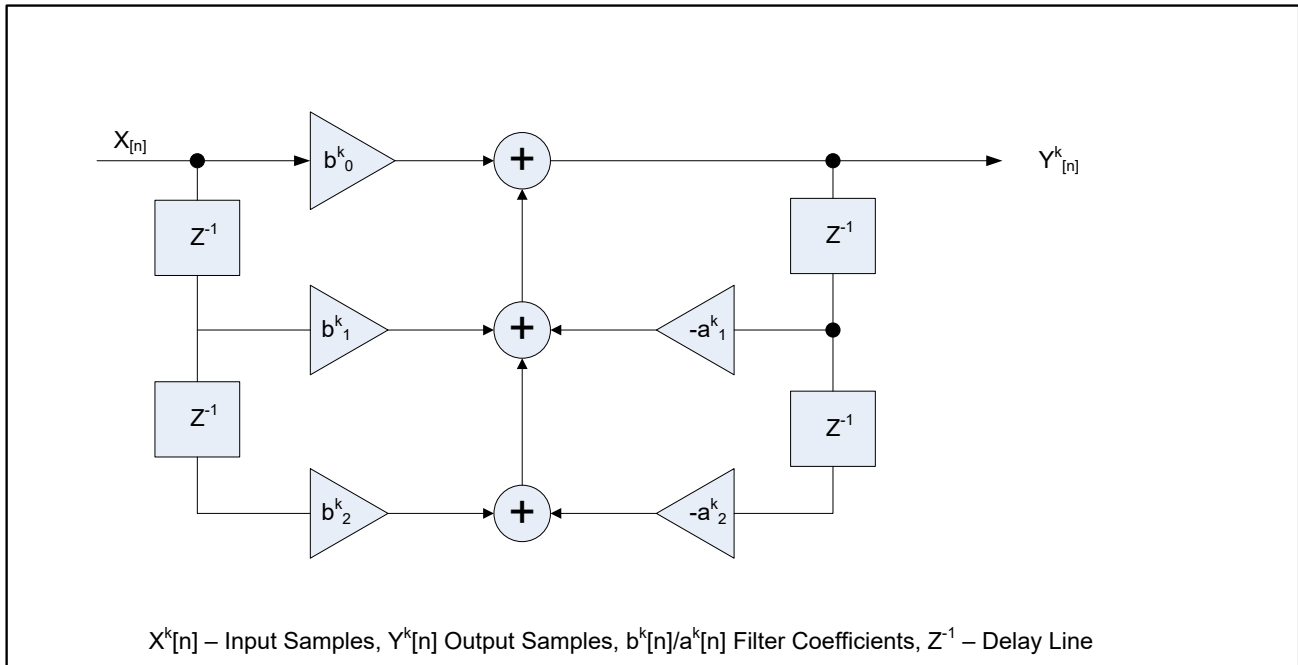 X[n]
b^k_0
+
Y^k[n]
Z^-1
Z^-1
b^k_1
+
-a^k_1
Z^-1
Z^-1
b^k_2
+
-a^k_2
X^k[n] – Input Samples, Y^k[n] Output Samples, b^k[n]/a^k[n] Filter Coefficients, Z^-1 – Delay Line